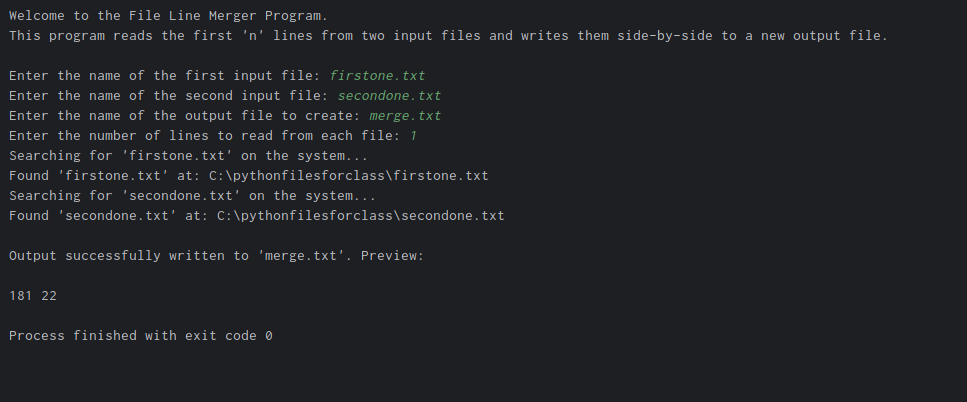 Welcome to the File Line Merger Program.
This program reads the first 'n' lines from two input files and writes them side-by-side to a new output file.
Enter the name of the first input file: firstone.txt
Enter the name of the second input file: secondone.txt
Enter the name of the output file to create: merge.txt
Enter the number of lines to read from each file: 1
Searching for 'firstone.txt' on the system...
Found 'firstone.txt' at: C:\pythonfilesforclass\firstone.txt
Searching for 'secondone.txt' on the system...
Found 'secondone.txt' at: C:\pythonfilesforclass\secondone.txt
Output successfully written to 'merge.txt'. Preview:
181 22
Process finished with exit code 0